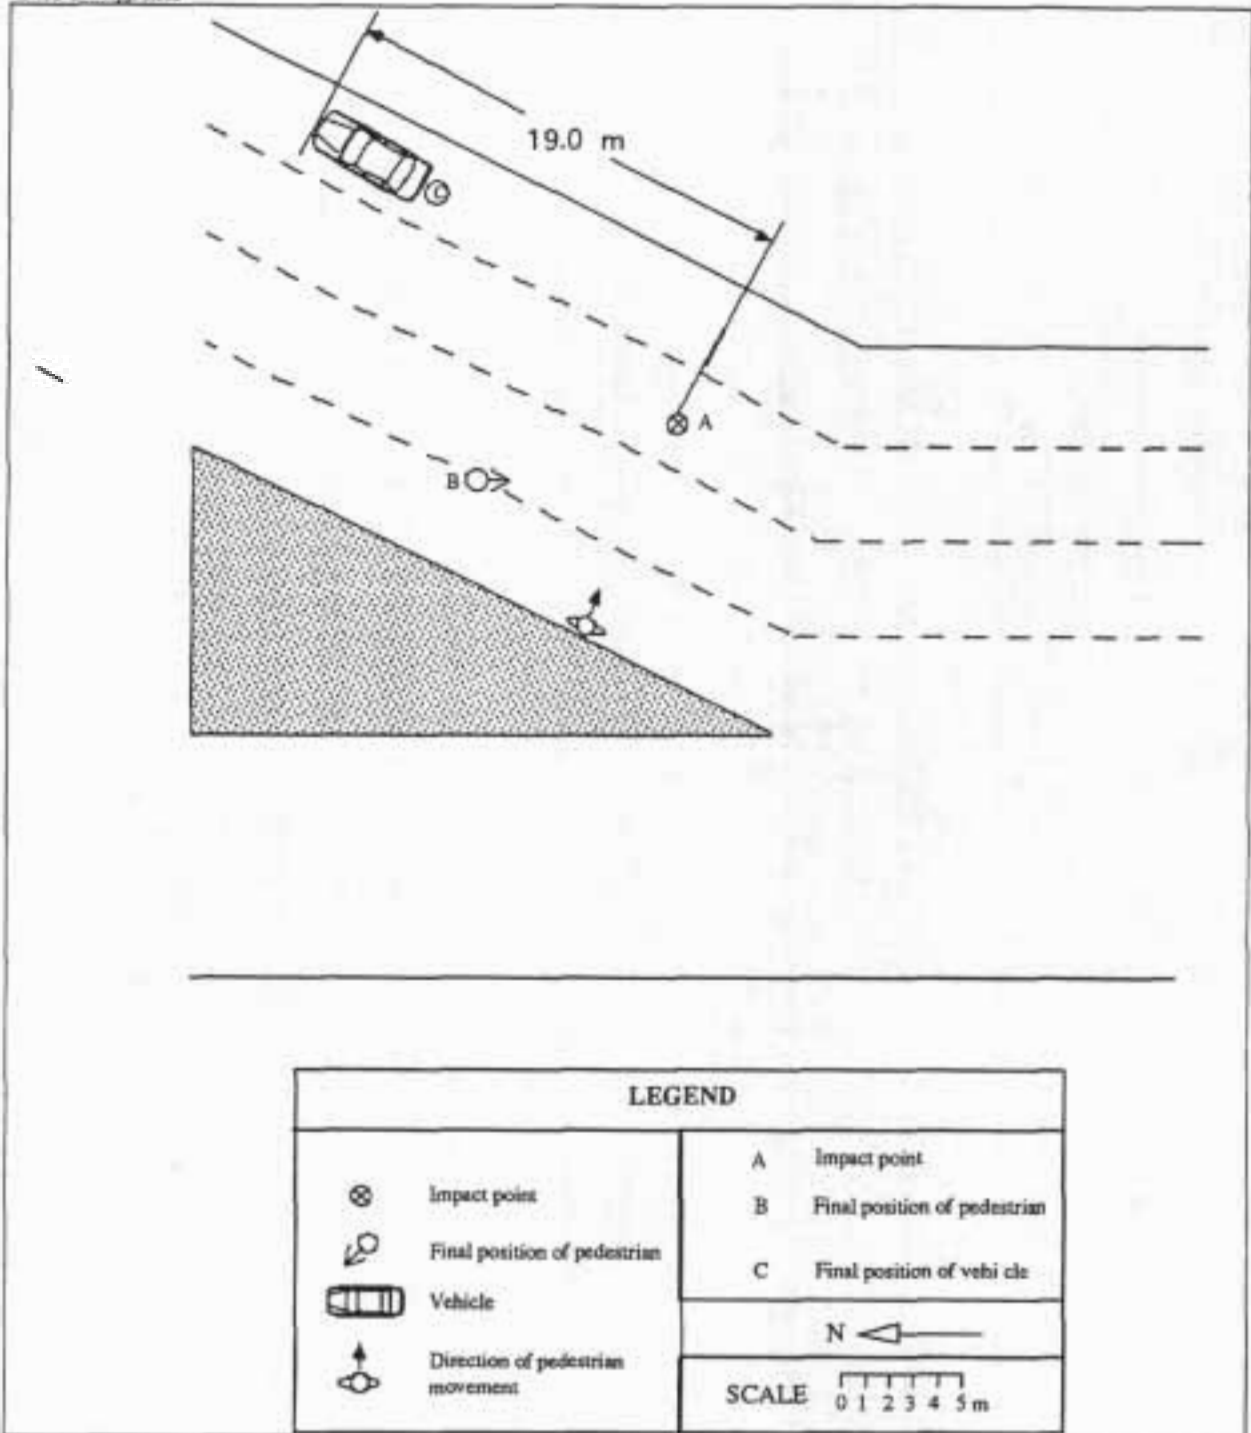 19.0 m
C
A
B
LEGEND
Impact point
Final position of pedestrian
Vehicle
Direction of pedestrian
movement
A Impact point
B Final position of pedestrian
C Final position of vehi cle
N
SCALE 0 1 2 3 4 5 m